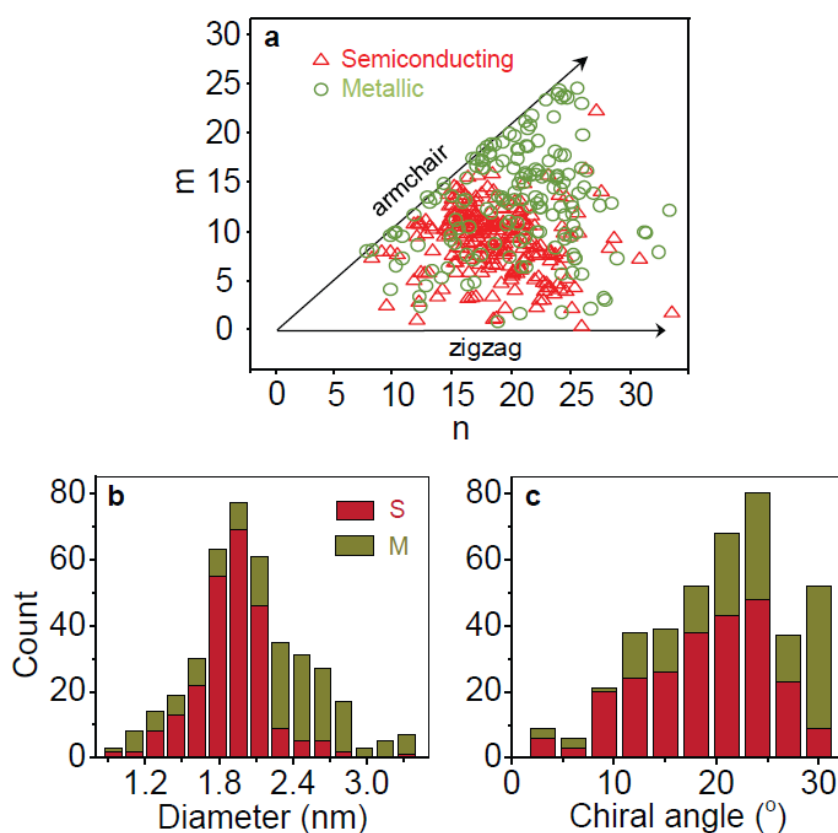 a
Semiconducting
Metallic
30
25
20
15
10
5
0
m
armchair
zigzag
0 5 10 15 20 25 30
n
b
S
M
80
60
40
20
0
Count
1.2 1.8 2.4 3.0
Diameter (nm)
c
80
60
40
20
0
0 10 20 30
Chiral angle (°)